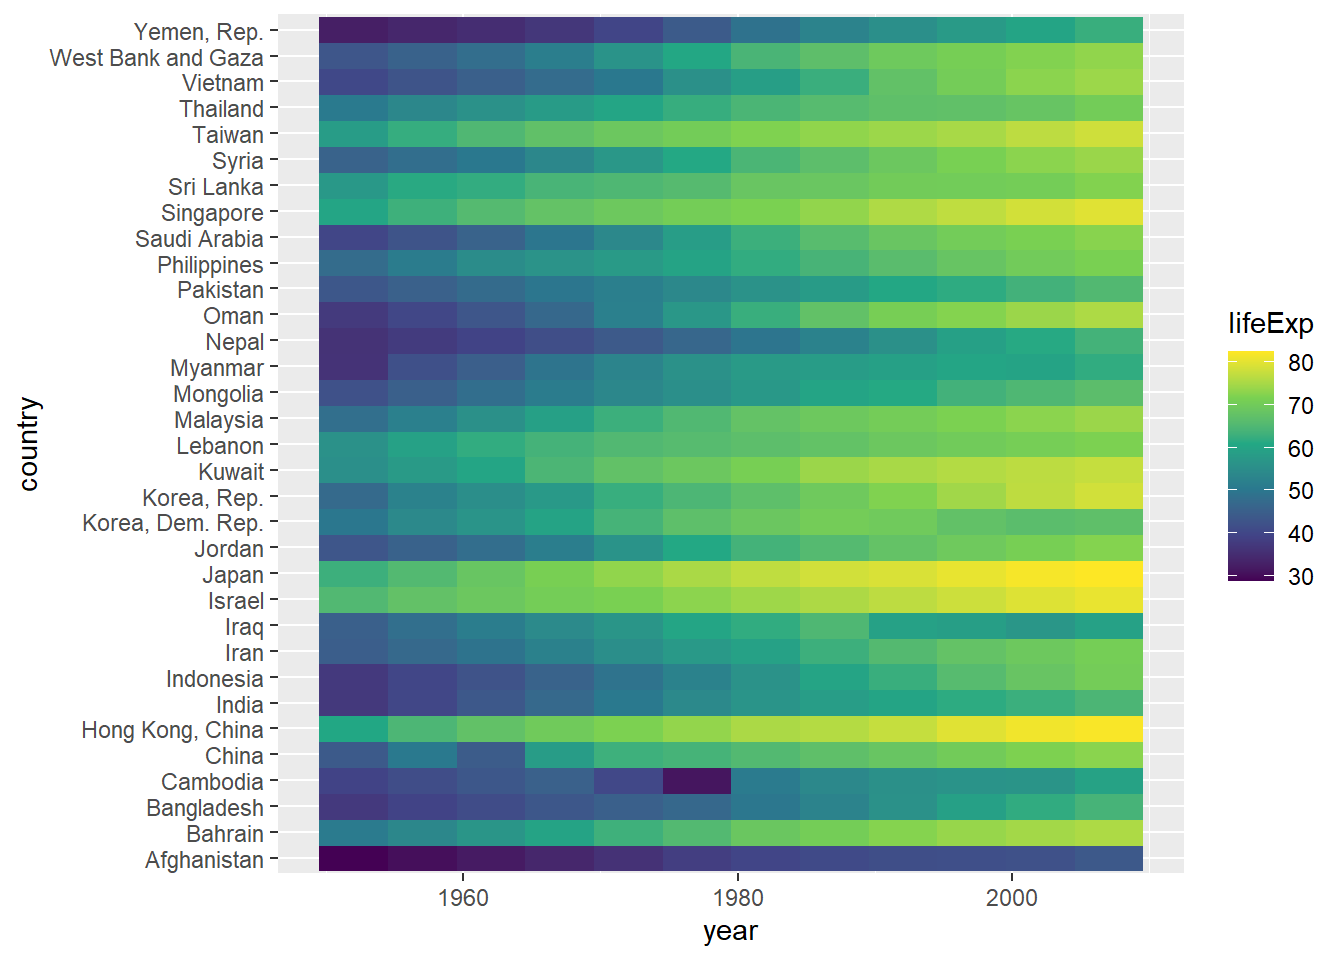 Yemen, Rep.
West Bank and Gaza
Vietnam
Thailand
Taiwan
Syria
Sri Lanka
Singapore
Saudi Arabia
Philippines
Pakistan
Oman
Nepal
Myanmar
Mongolia
Malaysia
Lebanon
Kuwait
Korea, Rep.
Korea, Dem. Rep.
Jordan
Japan
Israel
Iraq
Iran
Indonesia
India
Hong Kong, China
China
Cambodia
Bangladesh
Bahrain
Afghanistan
country
1960
1980
2000
year
lifeExp
80
70
60
50
40
30